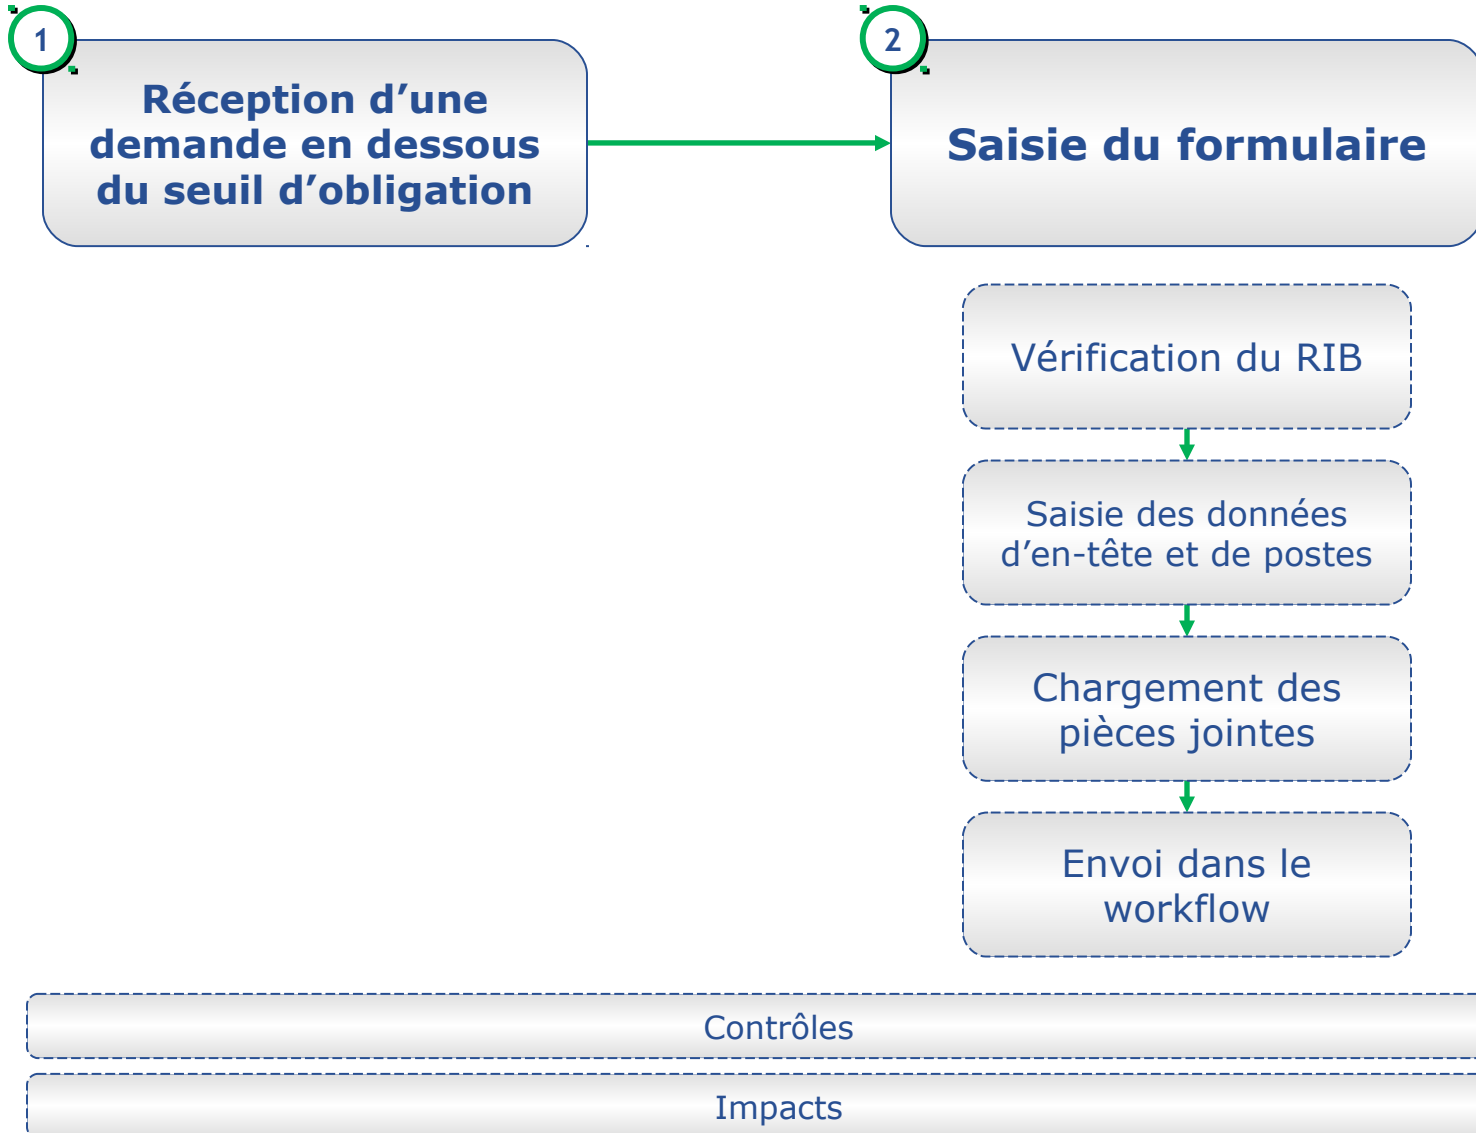 1
Réception d’une
demande en dessous
du seuil d’obligation
2
Saisie du formulaire
Vérification du RIB
Saisie des données
d’en-tête et de postes
Chargement des
pièces jointes
Envoi dans le
workflow
Contrôles
Impacts